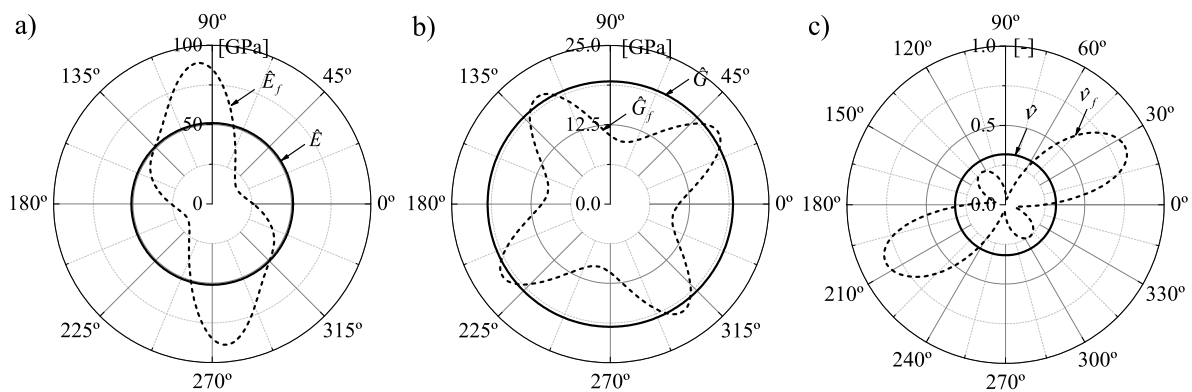 a)
90º
100 [GPa]
135º
45º
Ê_f
50
Ê
180º
0
0º
225º
315º
270º
b)
90º
25.0 [GPa]
135º
45º
Ĝ
Ĝ_f
12.5
180º
0.0
0º
225º
315º
270º
c)
90º
1.0 [-]
120º
60º
ν̂_f
ν̂
0.5
150º
30º
180º
0.0
0º
210º
330º
240º
300º
270º